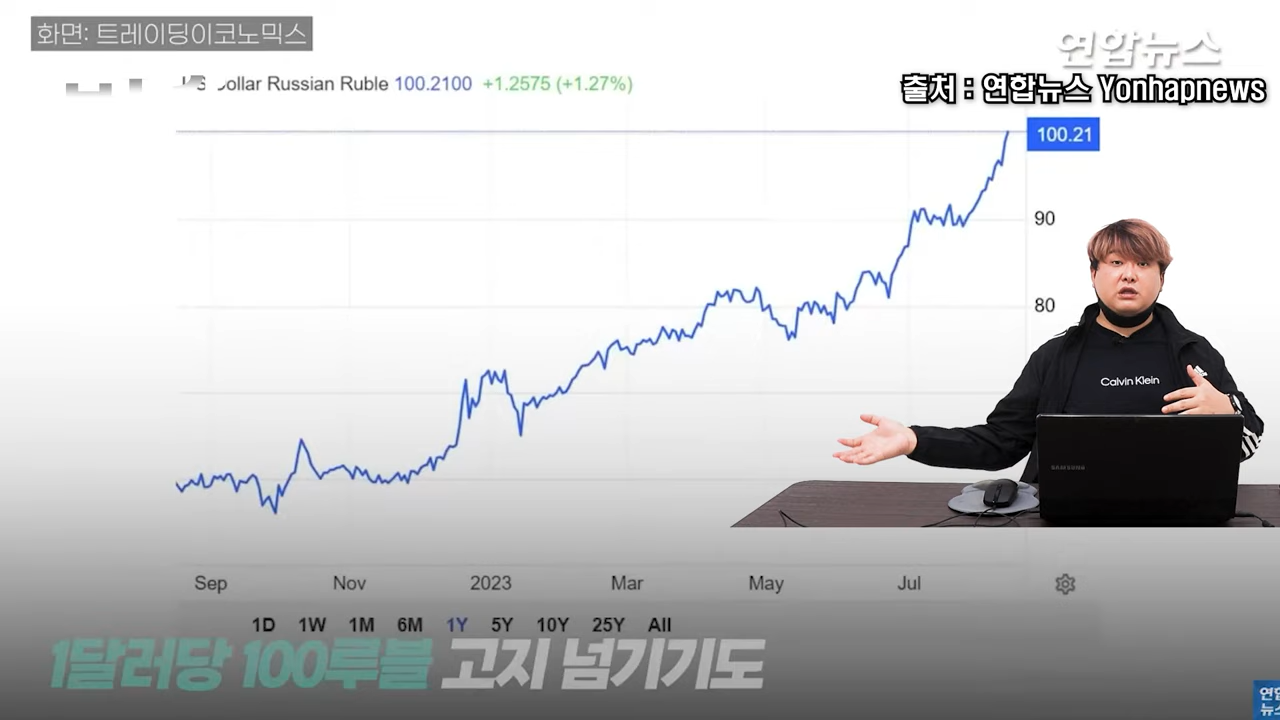 화면: 트레이딩이코노믹스
연합뉴스
출처 : 연합뉴스 Yonhapnews
Dollar Russian Ruble 100.2100 +1.2575 (+1.27%)
100.21
90
80
Calvin Klein
SAMSUNG
Sep Nov 2023 Mar May Jul
1D 1W 1M 6M 1Y 5Y 10Y 25Y All
1달러당 100루블 고지 넘기기도